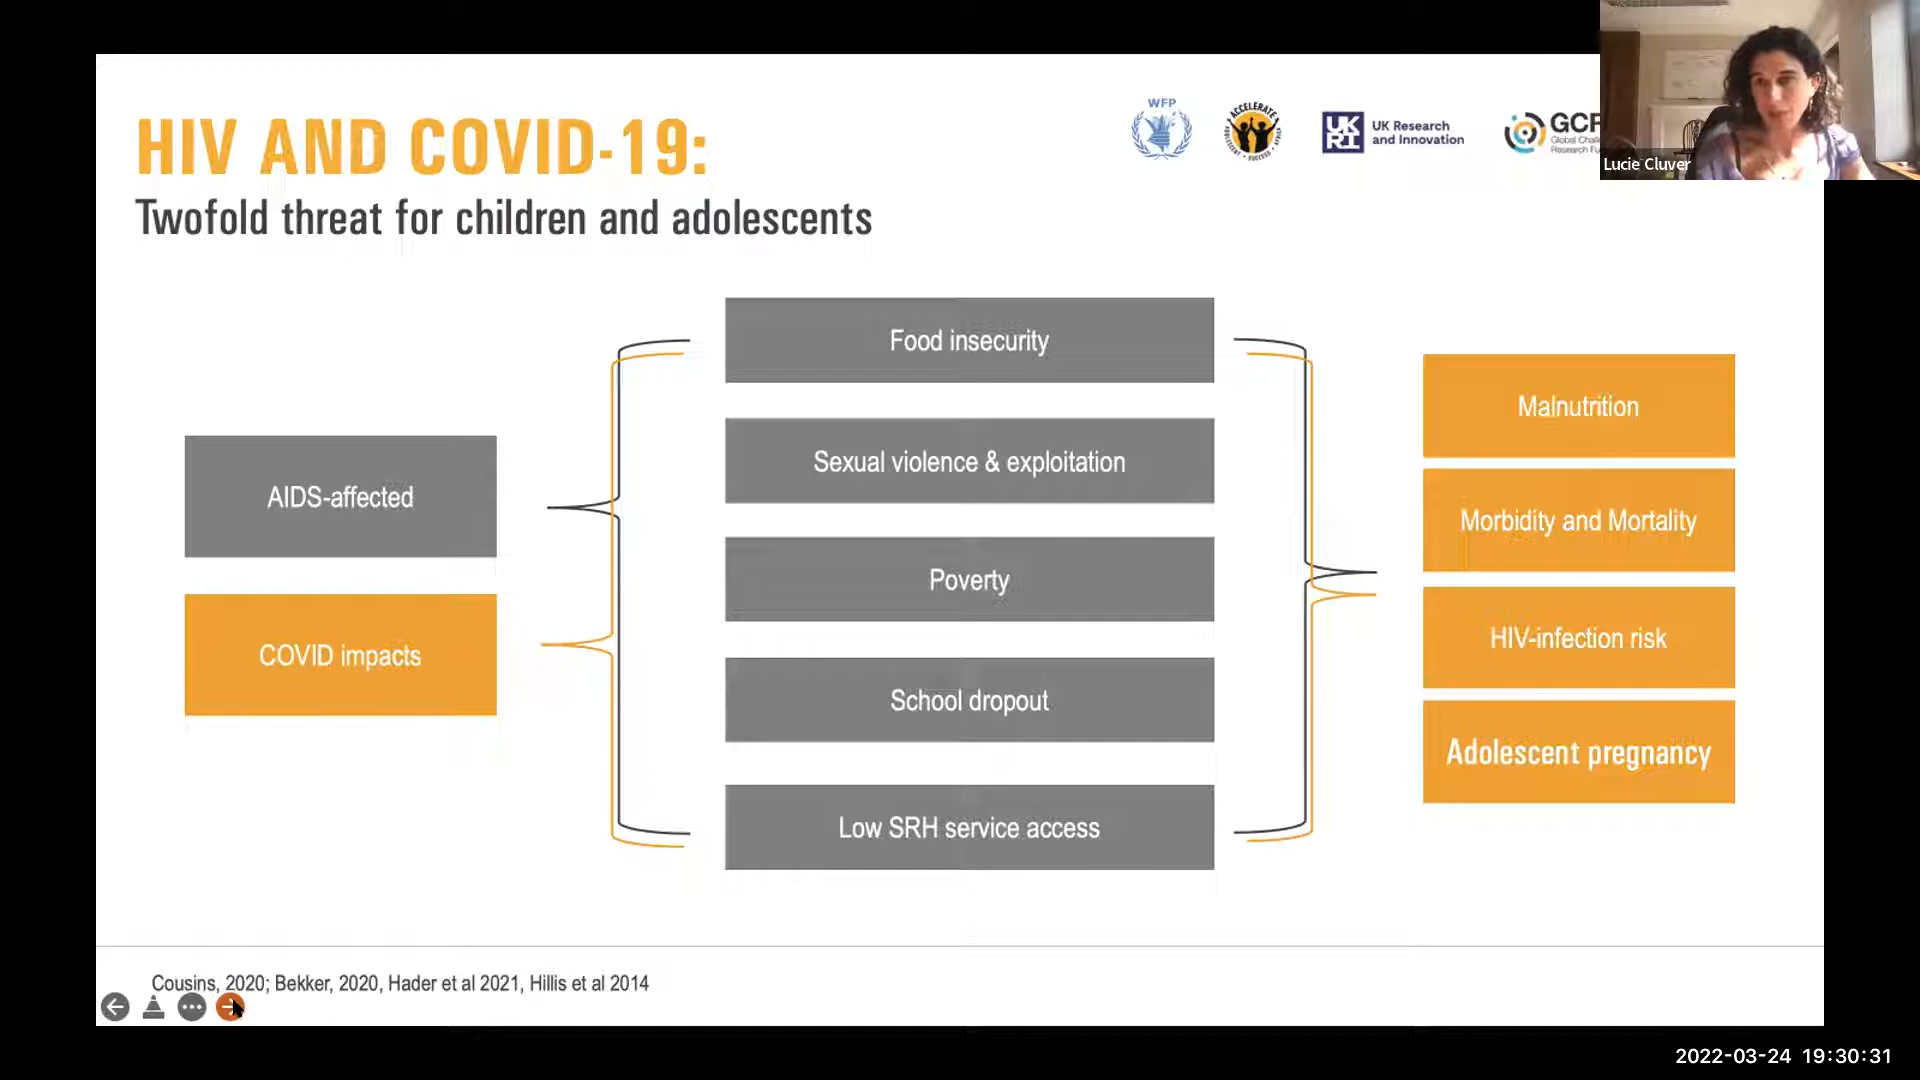 HIV AND COVID-19:
Twofold threat for children and adolescents
WFP
ACCELERATE
UK
RI
UK Research
and Innovation
Lucie Cluver
Food insecurity
Sexual violence & exploitation
Poverty
School dropout
Low SRH service access
AIDS-affected
COVID impacts
Malnutrition
Morbidity and Mortality
HIV-infection risk
Adolescent pregnancy
Cousins, 2020; Bekker, 2020, Hader et al 2021, Hillis et al 2014
2022-03-24 19:30:31